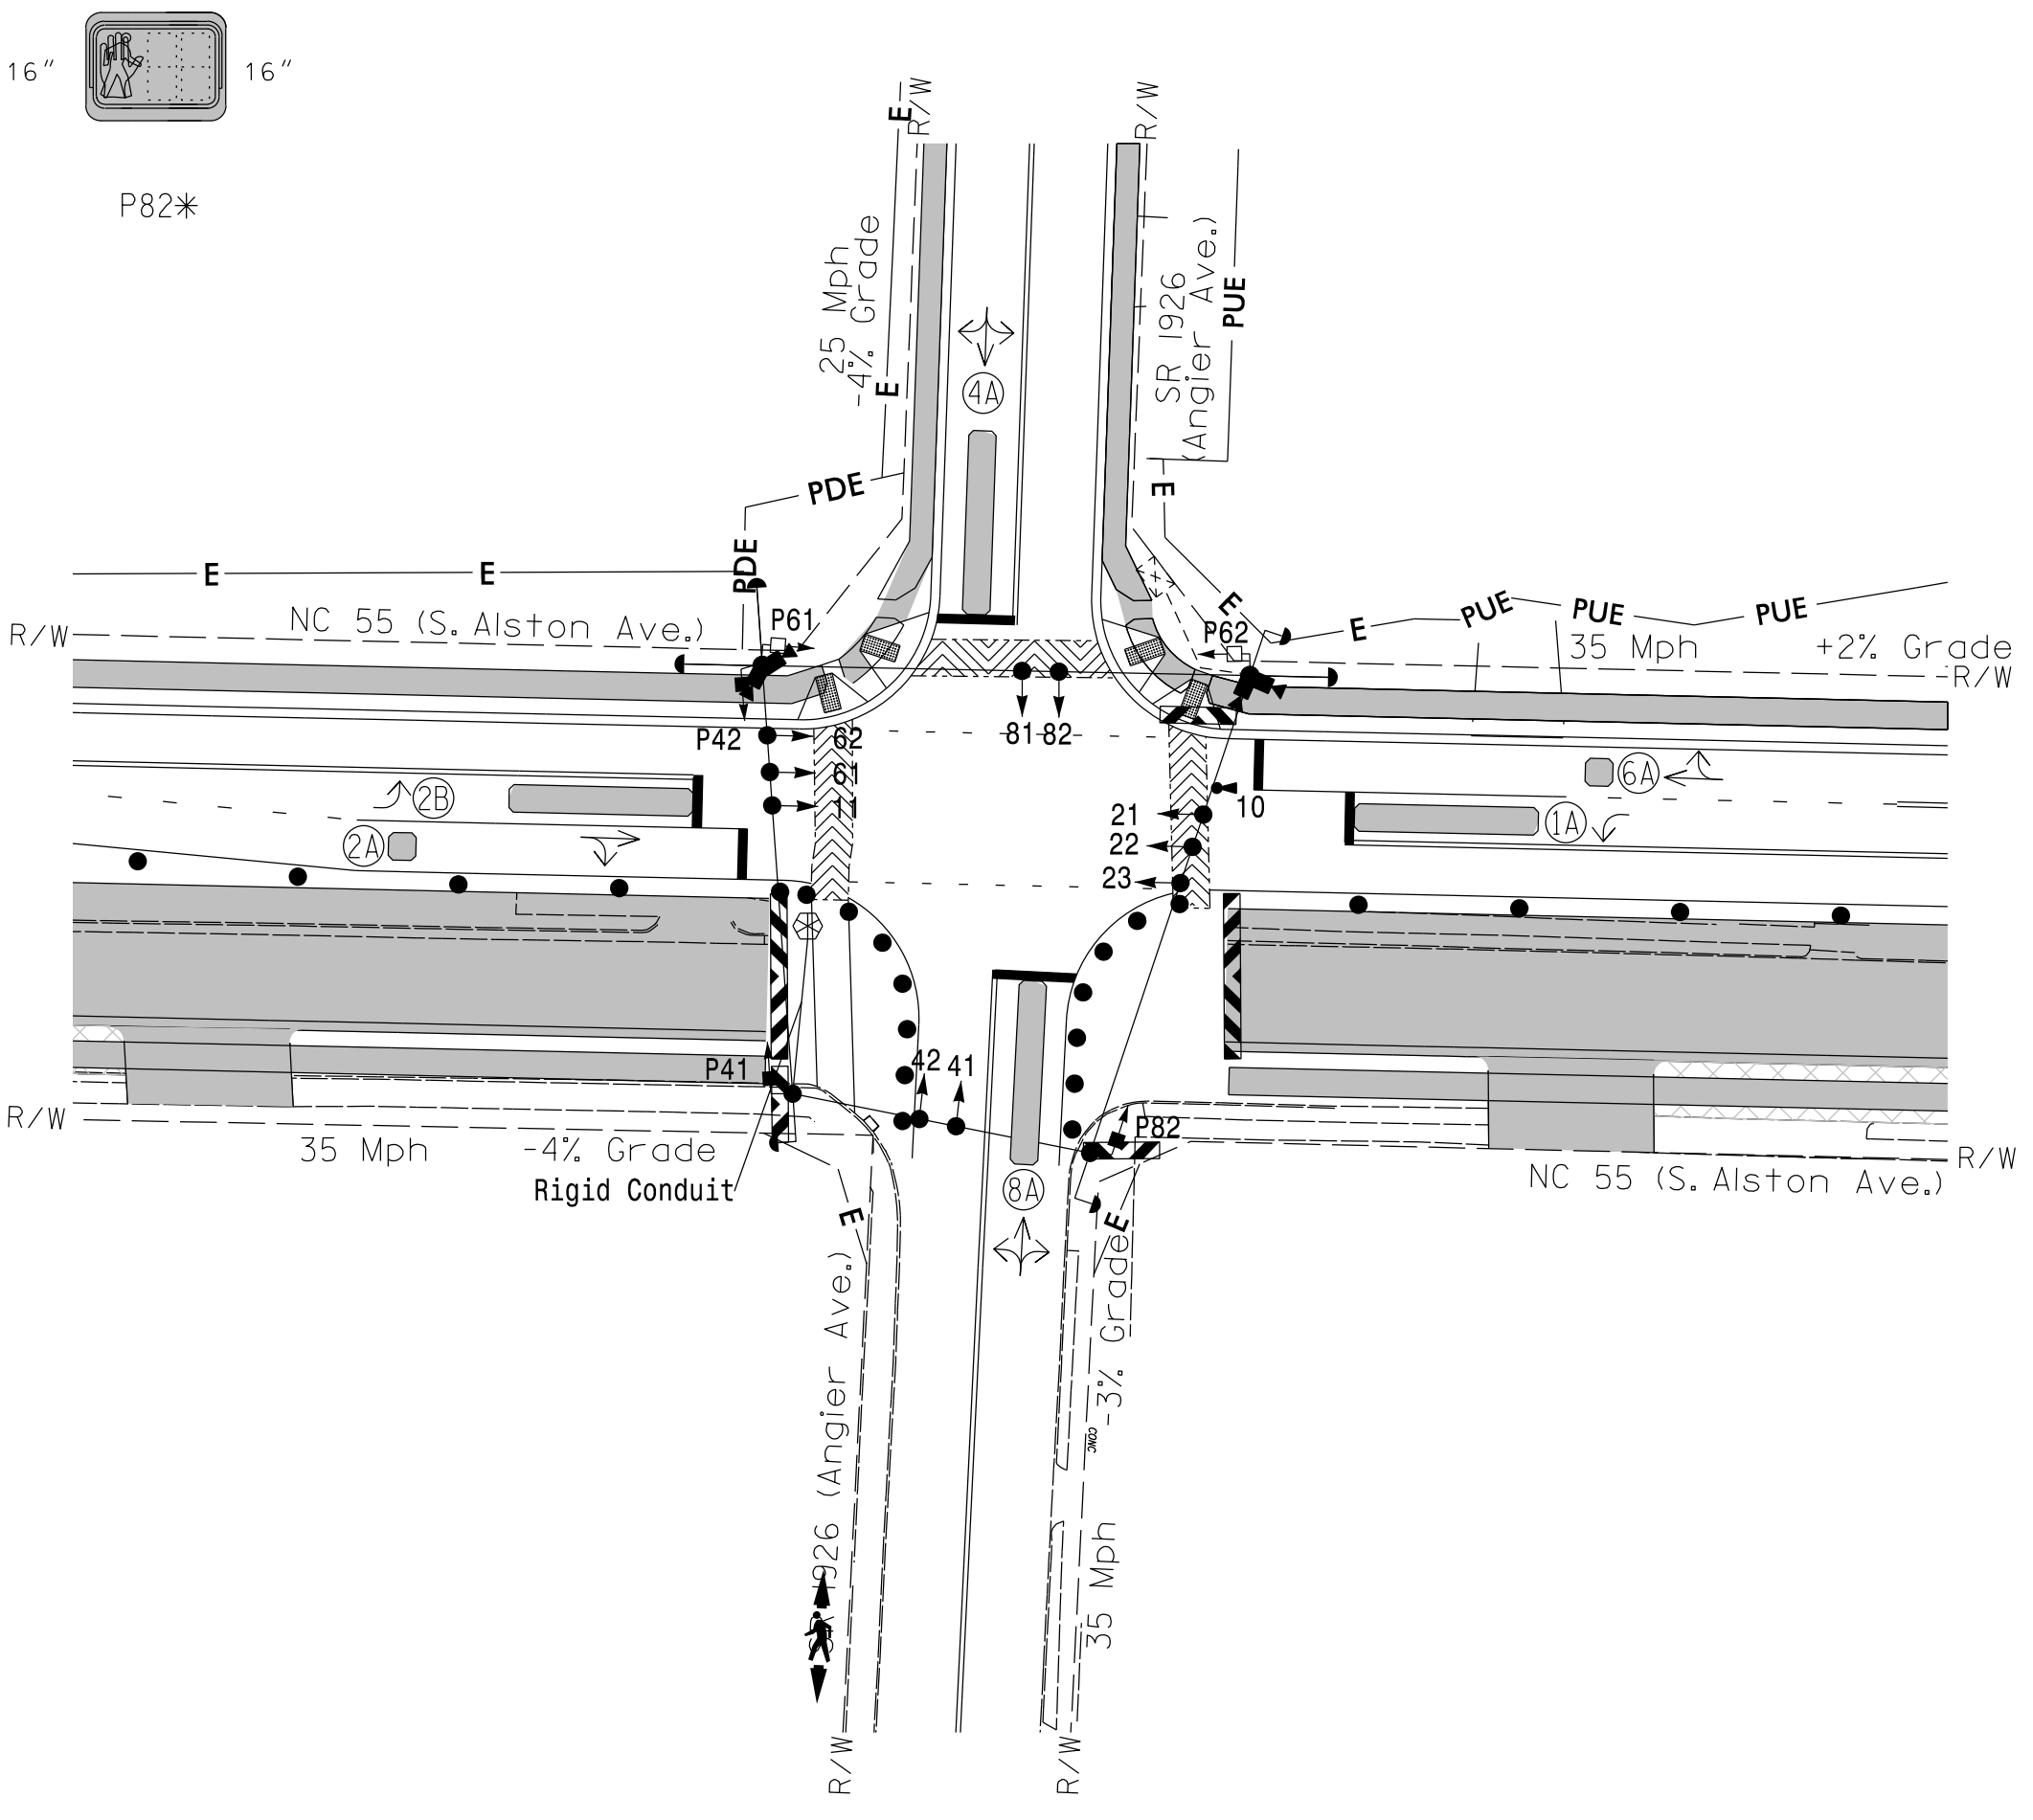 16" 16"
P82*
E
R/W
R/W
25 Mph
-4% Grade
E
SR 1926
(Angier Ave.)
PUE
4A
PDE
E
PDE
E
E
NC 55 (S. Alston Ave.)
R/W
P61
P62
E
E
PUE
PUE
PUE
35 Mph +2% Grade
R/W
P42
62
61
11
81 82
21
22
23
10
2B
2A
6A
1A
P41
42 41
P82
R/W
35 Mph -4% Grade
Rigid Conduit
8A
R/W
NC 55 (S. Alston Ave.)
E
E
1926 (Angier Ave.)
-3% Grade
CONC
35 Mph
R/W
R/W